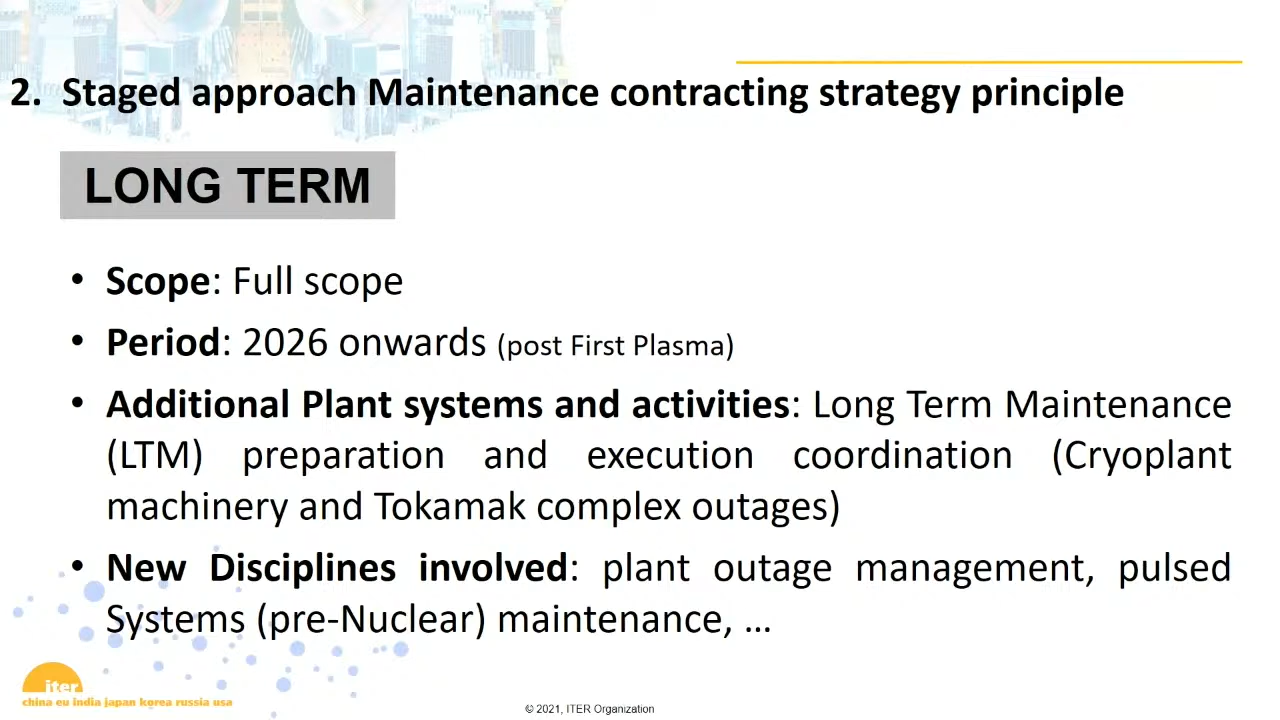 2. Staged approach Maintenance contracting strategy principle
LONG TERM
• Scope: Full scope
• Period: 2026 onwards (post First Plasma)
• Additional Plant systems and activities: Long Term Maintenance
(LTM) preparation and execution coordination (Cryoplant
machinery and Tokamak complex outages)
• New Disciplines involved: plant outage management, pulsed
Systems (pre-Nuclear) maintenance, …
iter
china eu india japan korea russia usa
© 2021, ITER Organization